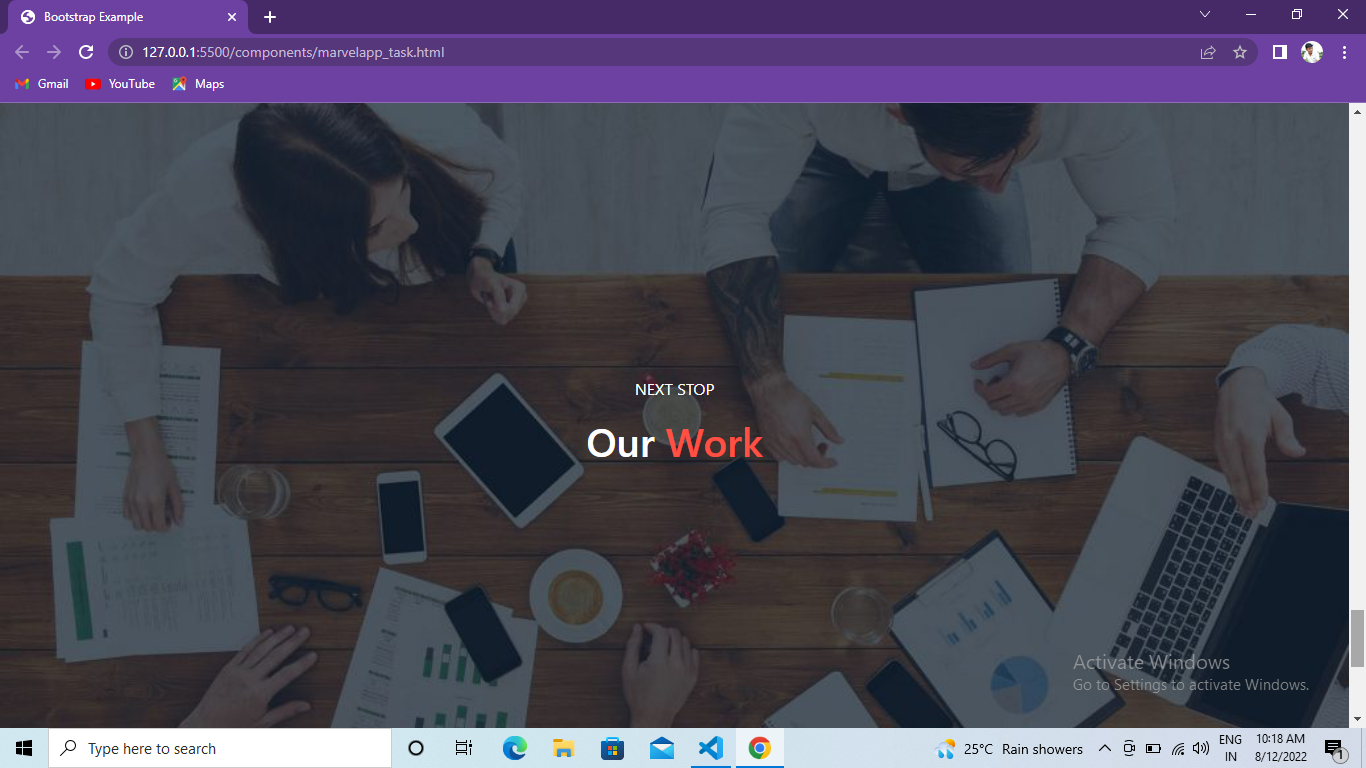 Bootstrap Example
127.0.0.1:5500/components/marvelapp_task.html
Gmail
YouTube
Maps
NEXT STOP
Our Work
Activate Windows
Go to Settings to activate Windows.
Type here to search
25°C Rain showers
ENG
IN
10:18 AM
8/12/2022
1